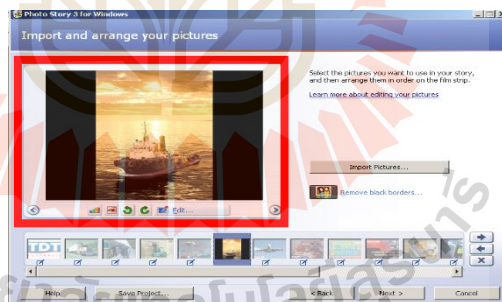 Photo Story 3 for Windows
Import and arrange your pictures
Select the pictures you want to use in your story,
and then arrange them in order on the film strip.
Learn more about editing your pictures
Import Pictures...
Edit...
Remove black borders...
TDT
Help
Save Project...
< Back
Next >
Cancel